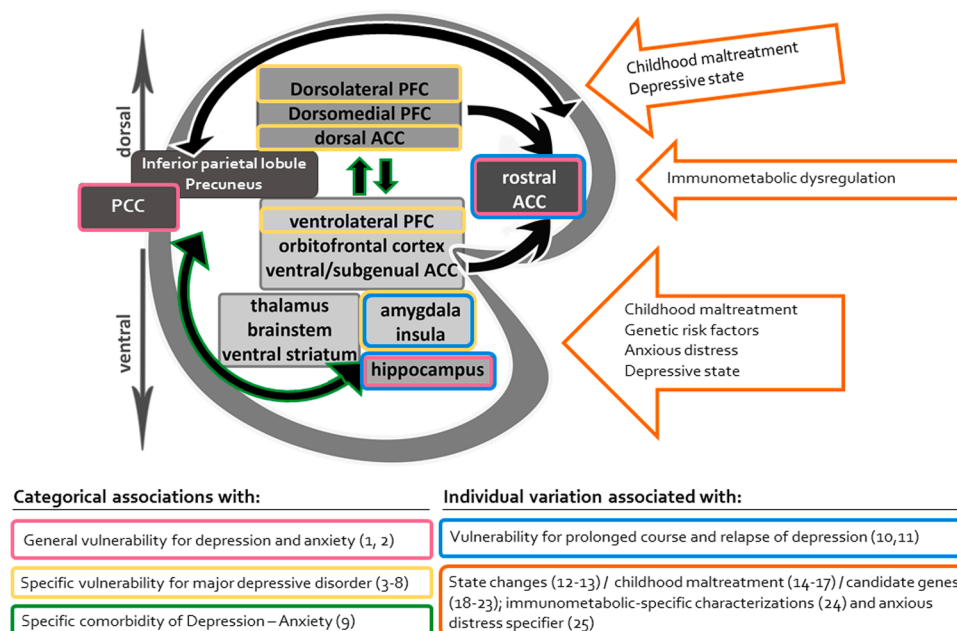 Childhood maltreatment
Depressive state
dorsal
Dorsolateral PFC
Dorsomedial PFC
dorsal ACC
Inferior parietal lobule
Precuneus
PCC
rostral
ACC
Immunometabolic dysregulation
ventrolateral PFC
orbitofrontal cortex
ventral/subgenual ACC
ventral
thalamus
brainstem
ventral striatum
amygdala
insula
hippocampus
Childhood maltreatment
Genetic risk factors
Anxious distress
Depressive state
Categorical associations with:
General vulnerability for depression and anxiety (1, 2)
Specific vulnerability for major depressive disorder (3-8)
Specific comorbidity of Depression – Anxiety (9)
Individual variation associated with:
Vulnerability for prolonged course and relapse of depression (10,11)
State changes (12-13) / childhood maltreatment (14-17) / candidate genes
(18-23); immunometabolic-specific characterizations (24) and anxious
distress specifier (25)